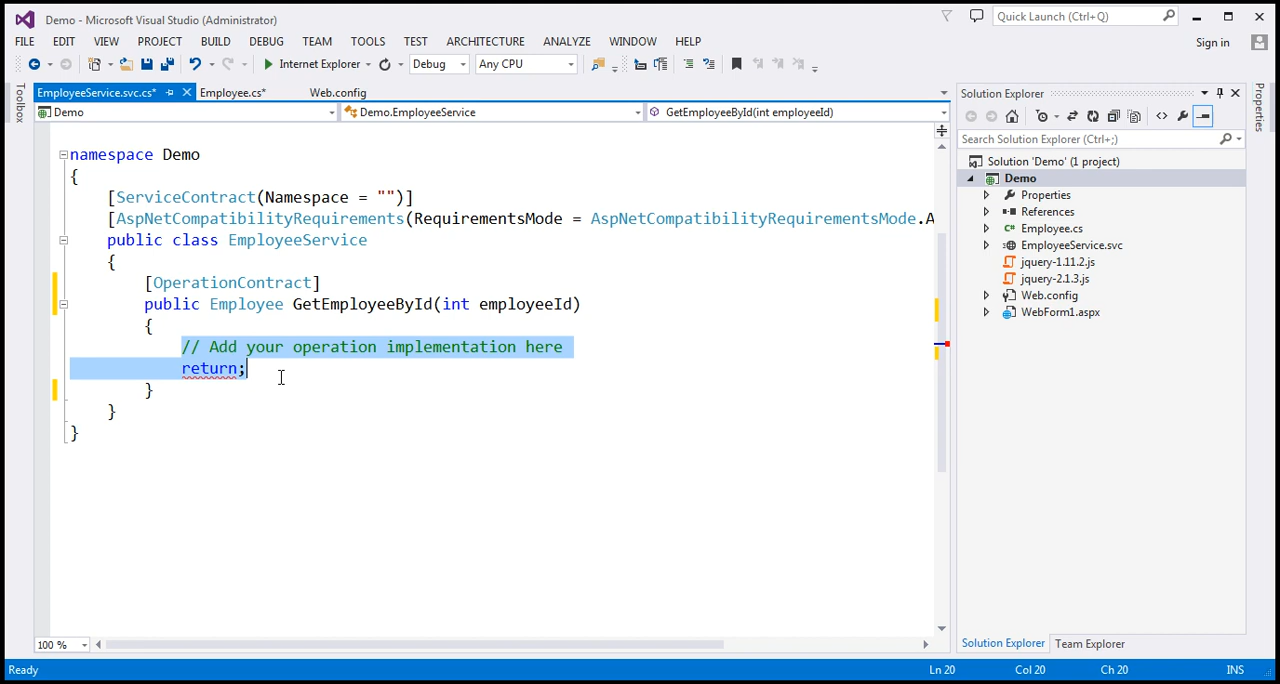 Demo - Microsoft Visual Studio (Administrator)
Quick Launch (Ctrl+Q)
FILE EDIT VIEW PROJECT BUILD DEBUG TEAM TOOLS TEST ARCHITECTURE ANALYZE WINDOW HELP
Sign in
Internet Explorer Debug Any CPU
Toolbox
EmployeeService.svc.cs* Employee.cs* Web.config
Demo Demo.EmployeeService GetEmployeeById(int employeeId)
namespace Demo
{
[ServiceContract(Namespace = "")]
[AspNetCompatibilityRequirements(RequirementsMode = AspNetCompatibilityRequirementsMode.A
public class EmployeeService
{
[OperationContract]
public Employee GetEmployeeById(int employeeId)
{
// Add your operation implementation here
return;
}
}
}
100 %
Solution Explorer
Search Solution Explorer (Ctrl+;)
Solution 'Demo' (1 project)
Demo
Properties
References
Employee.cs
EmployeeService.svc
jquery-1.11.2.js
jquery-2.1.3.js
Web.config
WebForm1.aspx
Solution Explorer Team Explorer
Properties
Ready Ln 20 Col 20 Ch 20 INS